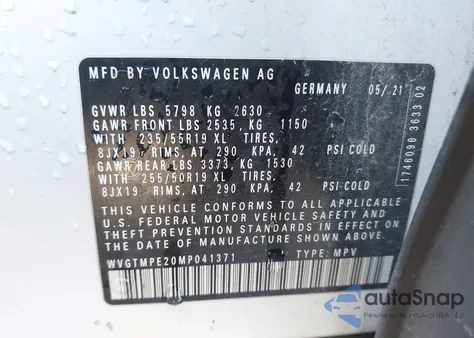 MFD BY VOLKSWAGEN AG
GERMANY 05/21
GVWR LBS 5798 KG 2630
GAWR FRONT LBS 2535, KG 1150
WITH 235/55R19 XL TIRES,
8JX19 RIMS, AT 290 KPA, 42 PSI COLD
GAWR REAR LBS 3373, KG 1530
WITH 255/50R19 XL TIRES,
8JX19 RIMS, AT 290 KPA, 42 PSI COLD
THIS VEHICLE CONFORMS TO ALL APPLICABLE
U.S. FEDERAL MOTOR VEHICLE SAFETY AND
THEFT PREVENTION STANDARDS IN EFFECT ON
THE DATE OF MANUFACTURE SHOWN ABOVE.
WVGTMPE20MP041371 TYPE: MPV
1746096 3633 02
autoSnap